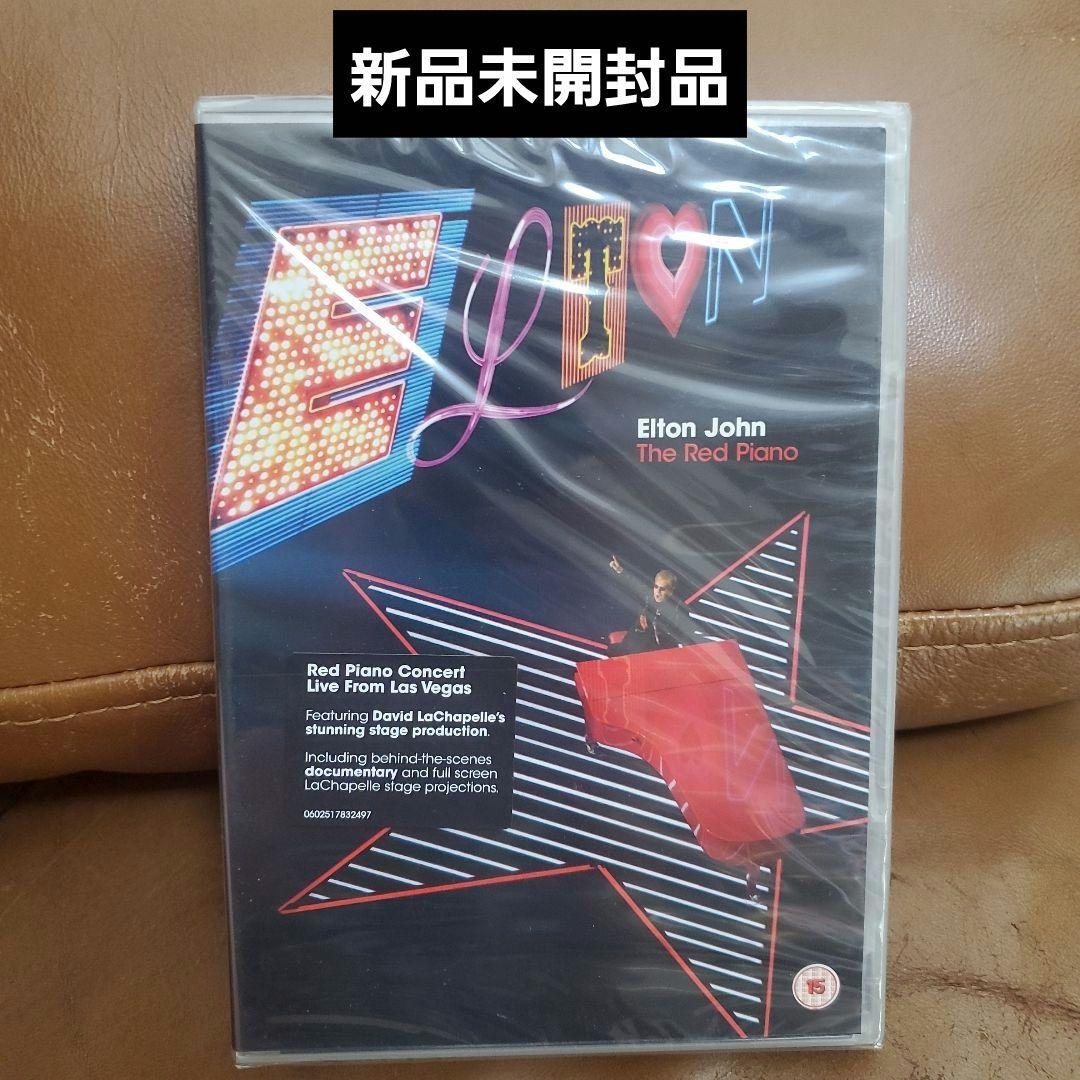 新品未開封品
ELTON
Elton John
The Red Piano
Red Piano Concert
Live From Las Vegas
Featuring David LaChapelle's
stunning stage production.
Including behind-the-scenes
documentary and full screen
LaChapelle stage projections.
0602517832497
15